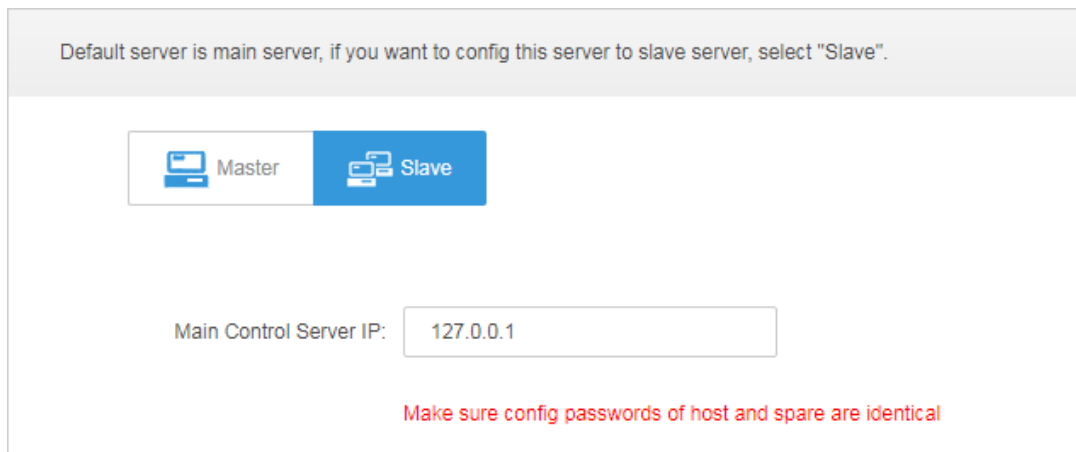 Default server is main server, if you want to config this server to slave server, select "Slave".
Master Slave
Main Control Server IP: 127.0.0.1
Make sure config passwords of host and spare are identical